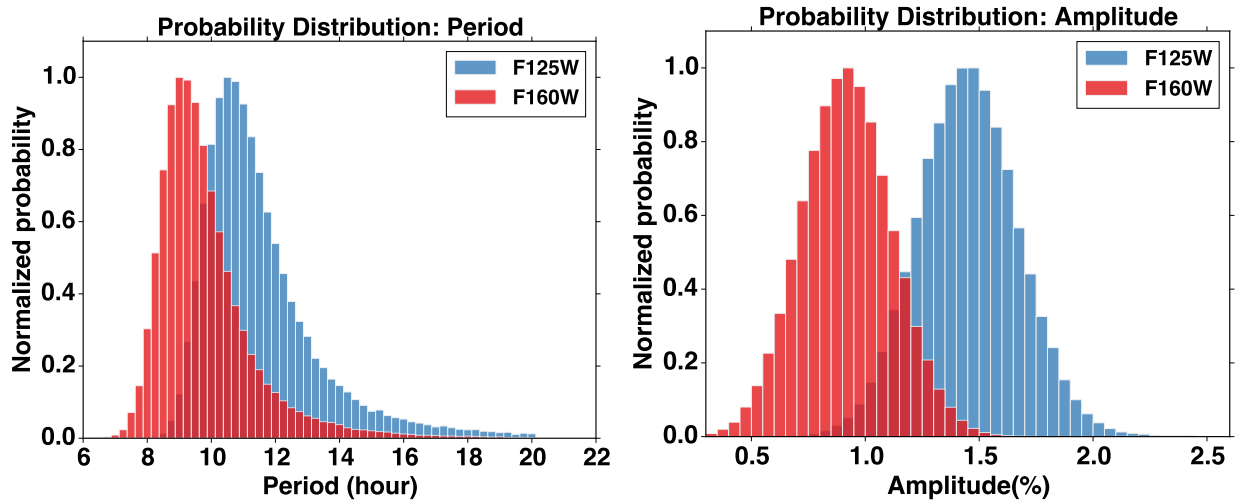 Probability Distribution: Period
F125W
F160W
Normalized probability
1.0
0.8
0.6
0.4
0.2
0.0
6 8 10 12 14 16 18 20 22
Period (hour)
Probability Distribution: Amplitude
F125W
F160W
Normalized probability
1.0
0.8
0.6
0.4
0.2
0.0
0.5 1.0 1.5 2.0 2.5
Amplitude(%)